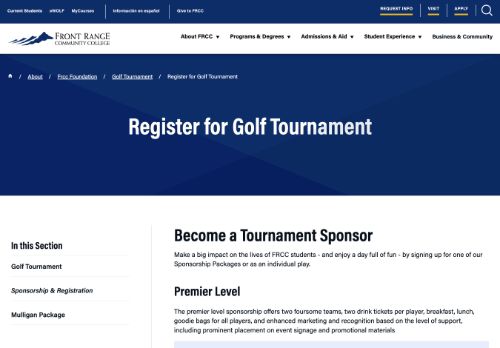 Current Students eWOLF MyCourses Información en español Give to FRCC REQUEST INFO VISIT APPLY
FRONT RANGE
COMMUNITY COLLEGE
About FRCC Programs & Degrees Admissions & Aid Student Experience Business & Community
/ About / Frcc Foundation / Golf Tournament / Register for Golf Tournament
Register for Golf Tournament
In this Section
Golf Tournament
Sponsorship & Registration
Mulligan Package
Become a Tournament Sponsor
Make a big impact on the lives of FRCC students - and enjoy a day full of fun - by signing up for one of our
Sponsorship Packages or as an individual play.
Premier Level
The premier level sponsorship offers two foursome teams, two drink tickets per player, breakfast, lunch,
goodie bags for all players, and enhanced marketing and recognition based on the level of support,
including prominent placement on event signage and promotional materials